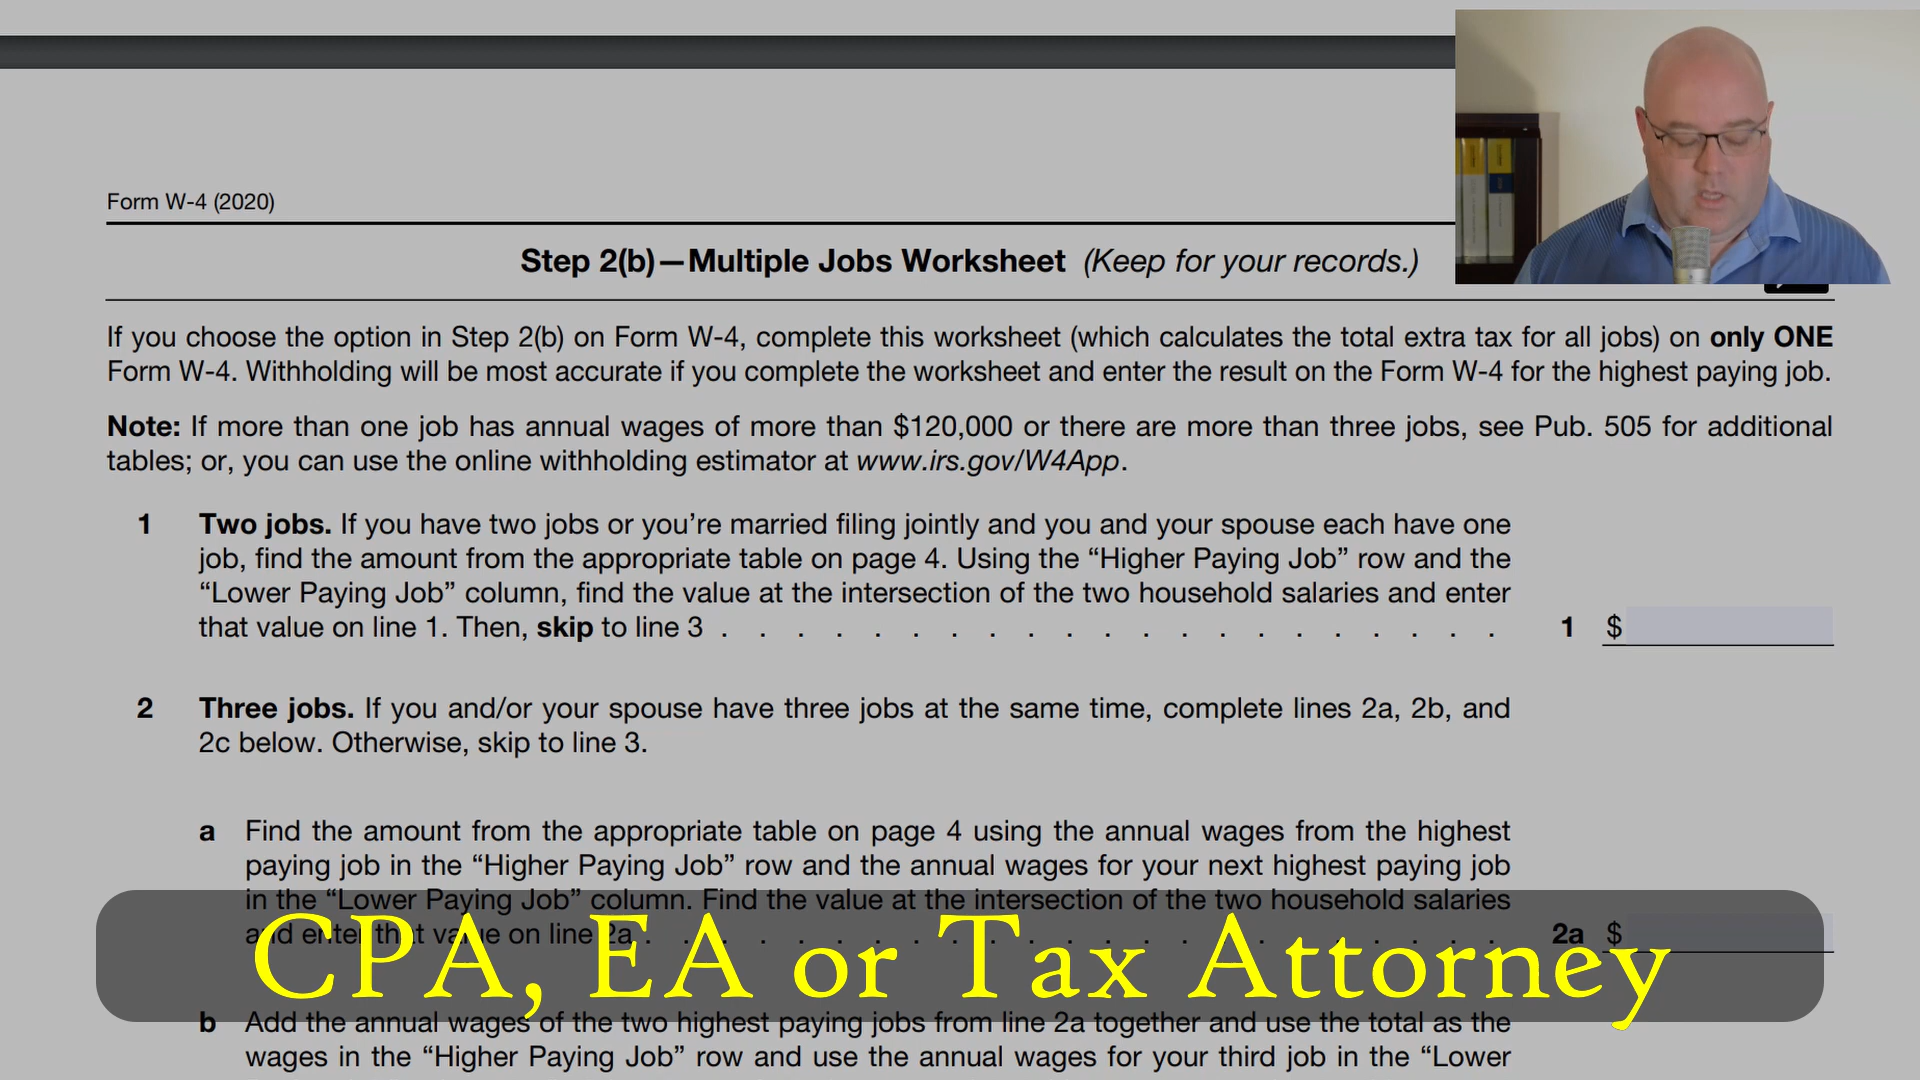 Form W-4 (2020)
Step 2(b)—Multiple Jobs Worksheet (Keep for your records.)
If you choose the option in Step 2(b) on Form W-4, complete this worksheet (which calculates the total extra tax for all jobs) on only ONE
Form W-4. Withholding will be most accurate if you complete the worksheet and enter the result on the Form W-4 for the highest paying job.
Note: If more than one job has annual wages of more than $120,000 or there are more than three jobs, see Pub. 505 for additional
tables; or, you can use the online withholding estimator at www.irs.gov/W4App.
1 Two jobs. If you have two jobs or you’re married filing jointly and you and your spouse each have one
job, find the amount from the appropriate table on page 4. Using the “Higher Paying Job” row and the
“Lower Paying Job” column, find the value at the intersection of the two household salaries and enter
that value on line 1. Then, skip to line 3 . . . . . . . . . . . . . . . . . . . . . 1 $
2 Three jobs. If you and/or your spouse have three jobs at the same time, complete lines 2a, 2b, and
2c below. Otherwise, skip to line 3.
a Find the amount from the appropriate table on page 4 using the annual wages from the highest
paying job in the “Higher Paying Job” row and the annual wages for your next highest paying job
in the “Lower Paying Job” column. Find the value at the intersection of the two household salaries
and enter that value on line 2a . . . . . . . . . . . . . . . . . . . . . . . 2a $
CPA, EA or Tax Attorney
b Add the annual wages of the two highest paying jobs from line 2a together and use the total as the
wages in the “Higher Paying Job” row and use the annual wages for your third job in the “Lower